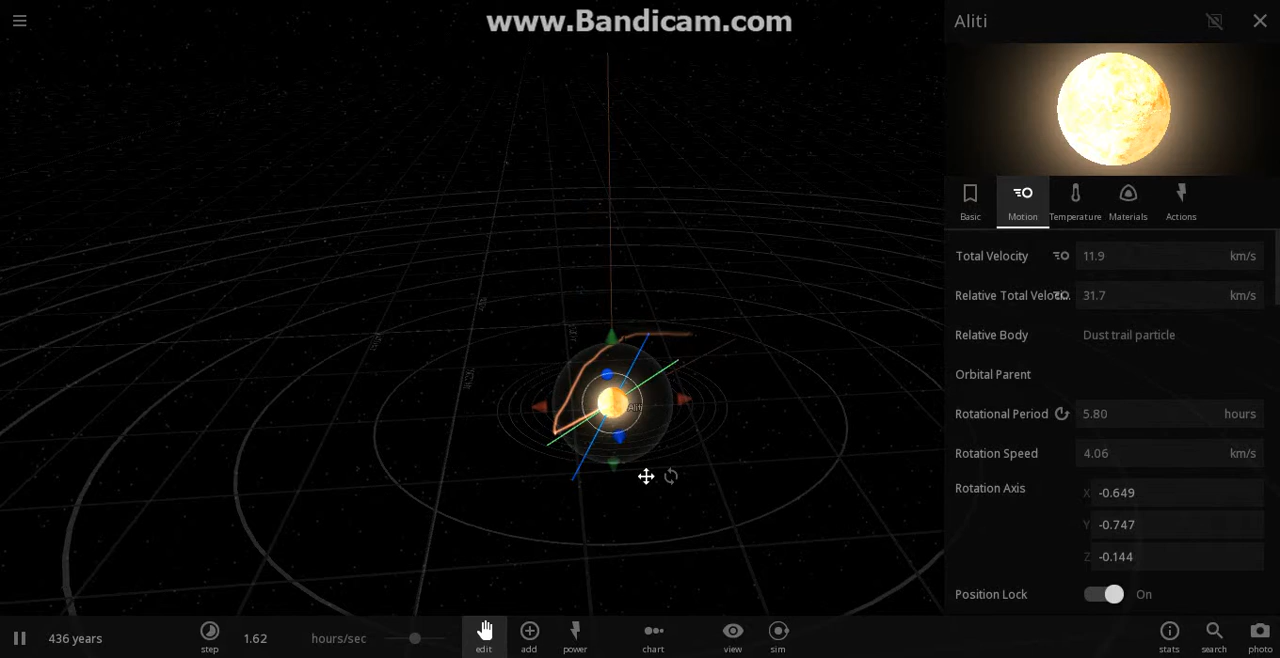 www.Bandicam.com
Aliti
Basic
Motion
Temperature
Materials
Actions
Total Velocity 11.9 km/s
Relative Total Veloc... 31.7 km/s
Relative Body Dust trail particle
Orbital Parent
Rotational Period 5.80 hours
Rotation Speed 4.06 km/s
Rotation Axis X -0.649
Y -0.747
Z -0.144
Position Lock On
Aliti
436 years
step
1.62 hours/sec
edit
add
power
chart
view
sim
stats
search
photo